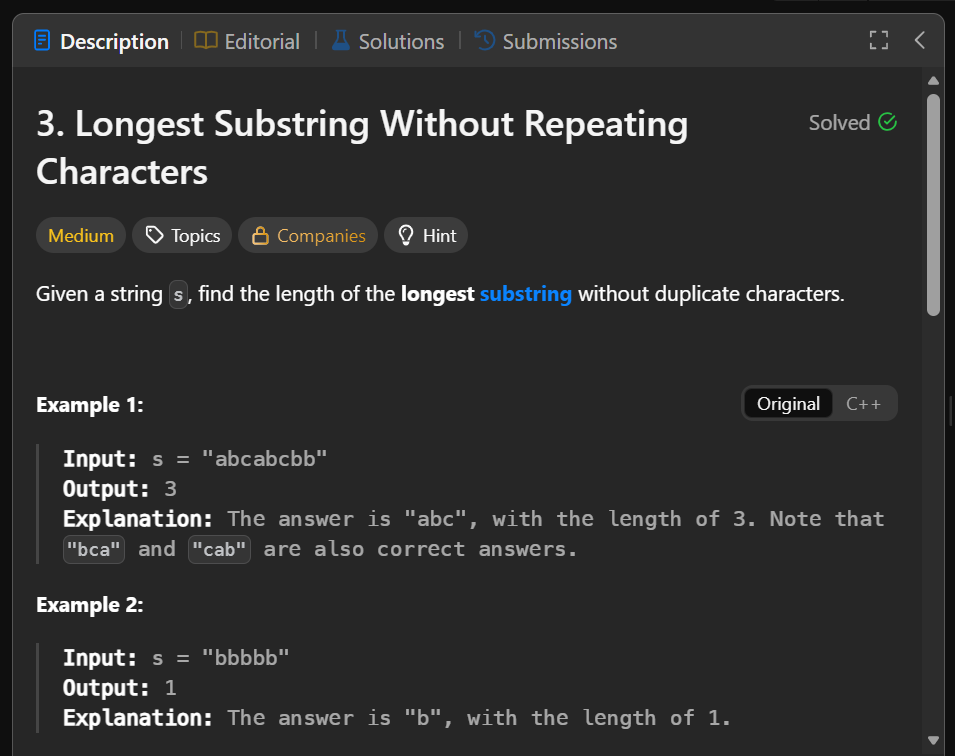 Description Editorial Solutions Submissions
3. Longest Substring Without Repeating
Characters
Solved
Medium Topics Companies Hint
Given a string s, find the length of the longest substring without duplicate characters.
Example 1:
Original C++
Input: s = "abcabcbb"
Output: 3
Explanation: The answer is "abc", with the length of 3. Note that
"bca" and "cab" are also correct answers.
Example 2:
Input: s = "bbbbb"
Output: 1
Explanation: The answer is "b", with the length of 1.